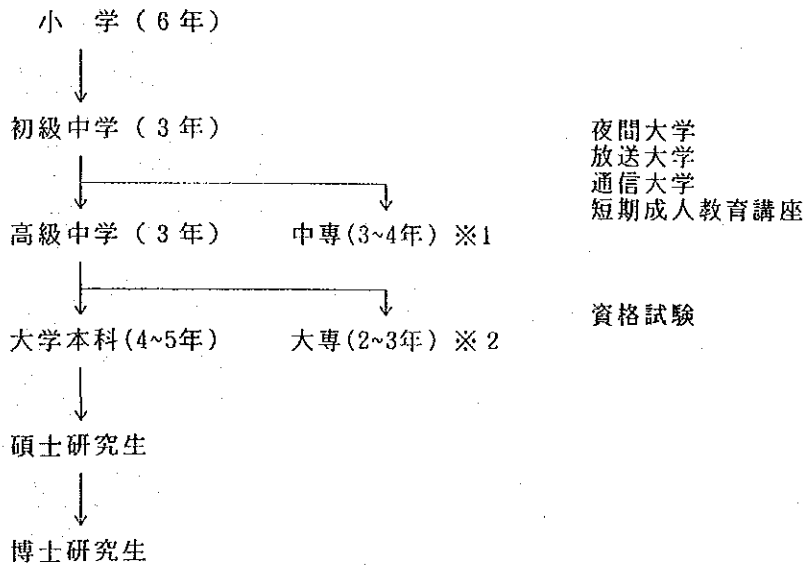 小 学 ( 6 年)
初級中学 ( 3 年)
高級中学 ( 3 年)
中専(3~4年) ※1
大学本科(4~5年)
大専(2~3年) ※ 2
碩士研究生
博士研究生
夜間大学
放送大学
通信大学
短期成人教育講座
資格試験